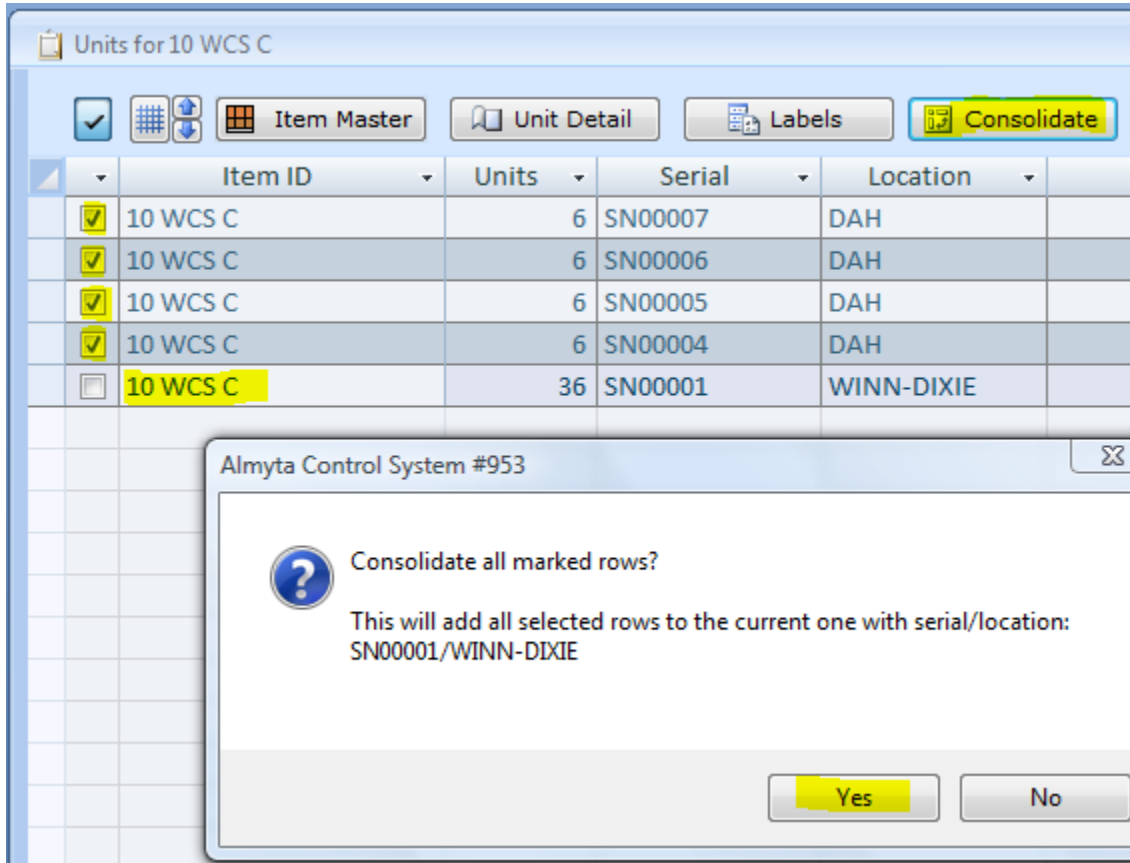 Units for 10 WCS C
Item Master Unit Detail Labels Consolidate
Item ID Units Serial Location
10 WCS C 6 SN00007 DAH
10 WCS C 6 SN00006 DAH
10 WCS C 6 SN00005 DAH
10 WCS C 6 SN00004 DAH
10 WCS C 36 SN00001 WINN-DIXIE
Almyta Control System #953
Consolidate all marked rows?
This will add all selected rows to the current one with serial/location:
SN00001/WINN-DIXIE
Yes No